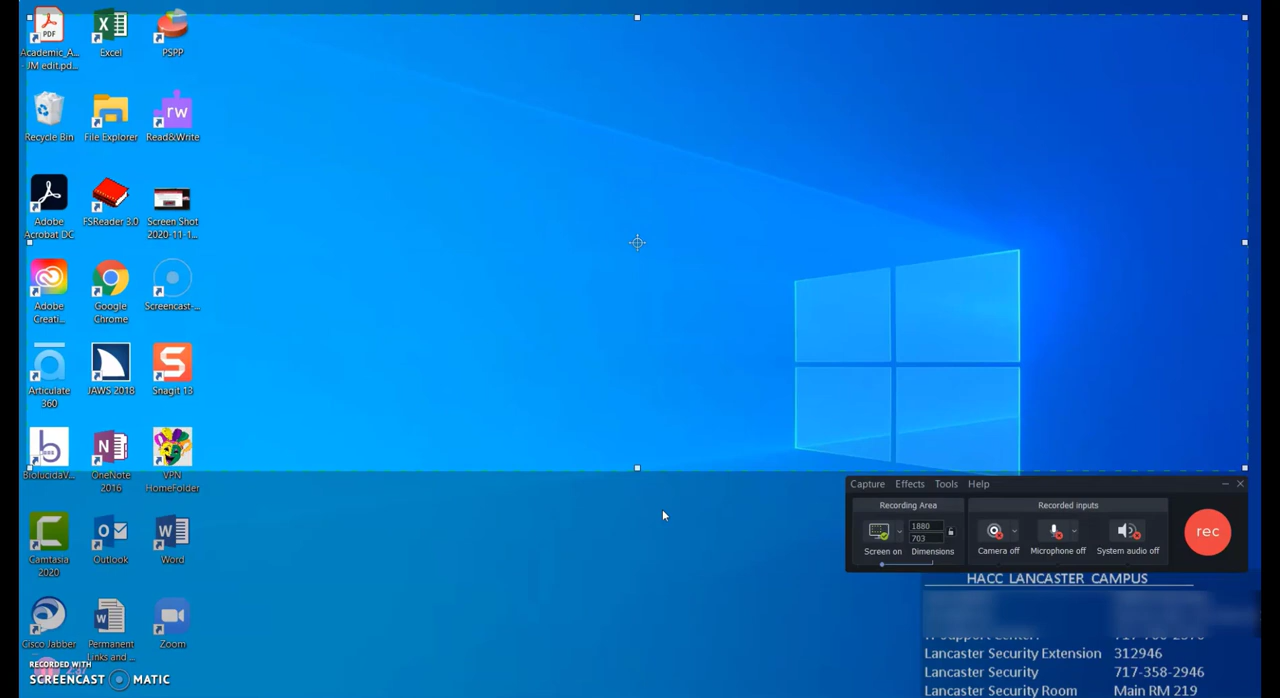 Academic_A...
- JM edit.pd...
Excel
PSPP
Recycle Bin
File Explorer
rw
Read&Write
Adobe
Acrobat DC
FSReader 3.0
Screen Shot
2020-11-1...
Adobe
Creati...
Google
Chrome
Screencast-...
Articulate
360
JAWS 2018
Snagit 13
BiolucidaV...
OneNote
2016
VPN
HomeFolder
Camtasia
2020
Outlook
Word
Cisco Jabber
Permanent
Links and ...
Zoom
RECORDED WITH
SCREENCAST MATIC
Capture Effects Tools Help
Recording Area
Recorded inputs
1880
703
Screen on
Dimensions
Camera off
Microphone off
System audio off
rec
HACC LANCASTER CAMPUS
Lancaster Security Extension 312946
Lancaster Security 717-358-2946
Lancaster Security Room Main RM 219